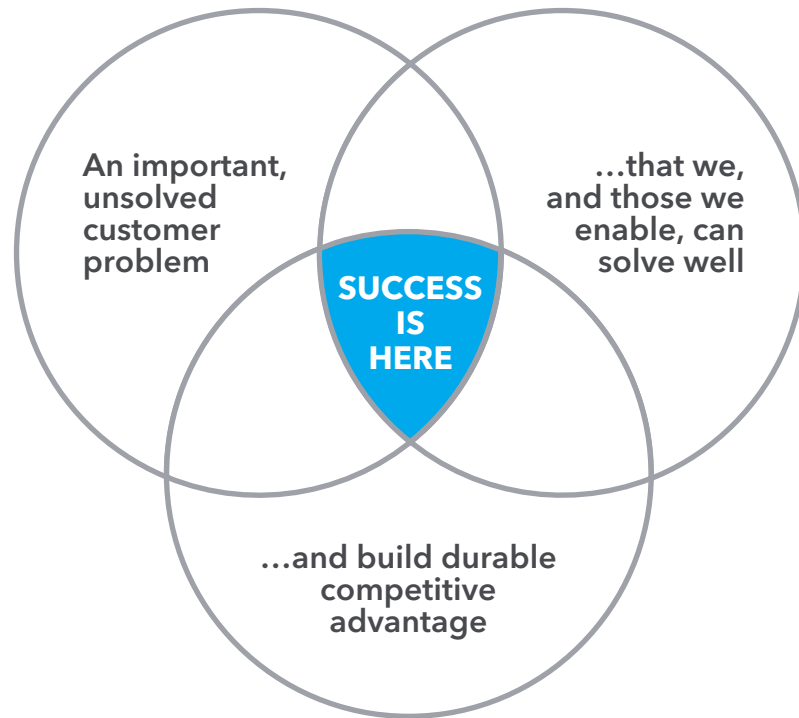 An important,
unsolved
customer
problem
…that we,
and those we
enable, can
solve well
SUCCESS
IS
HERE
…and build durable
competitive
advantage